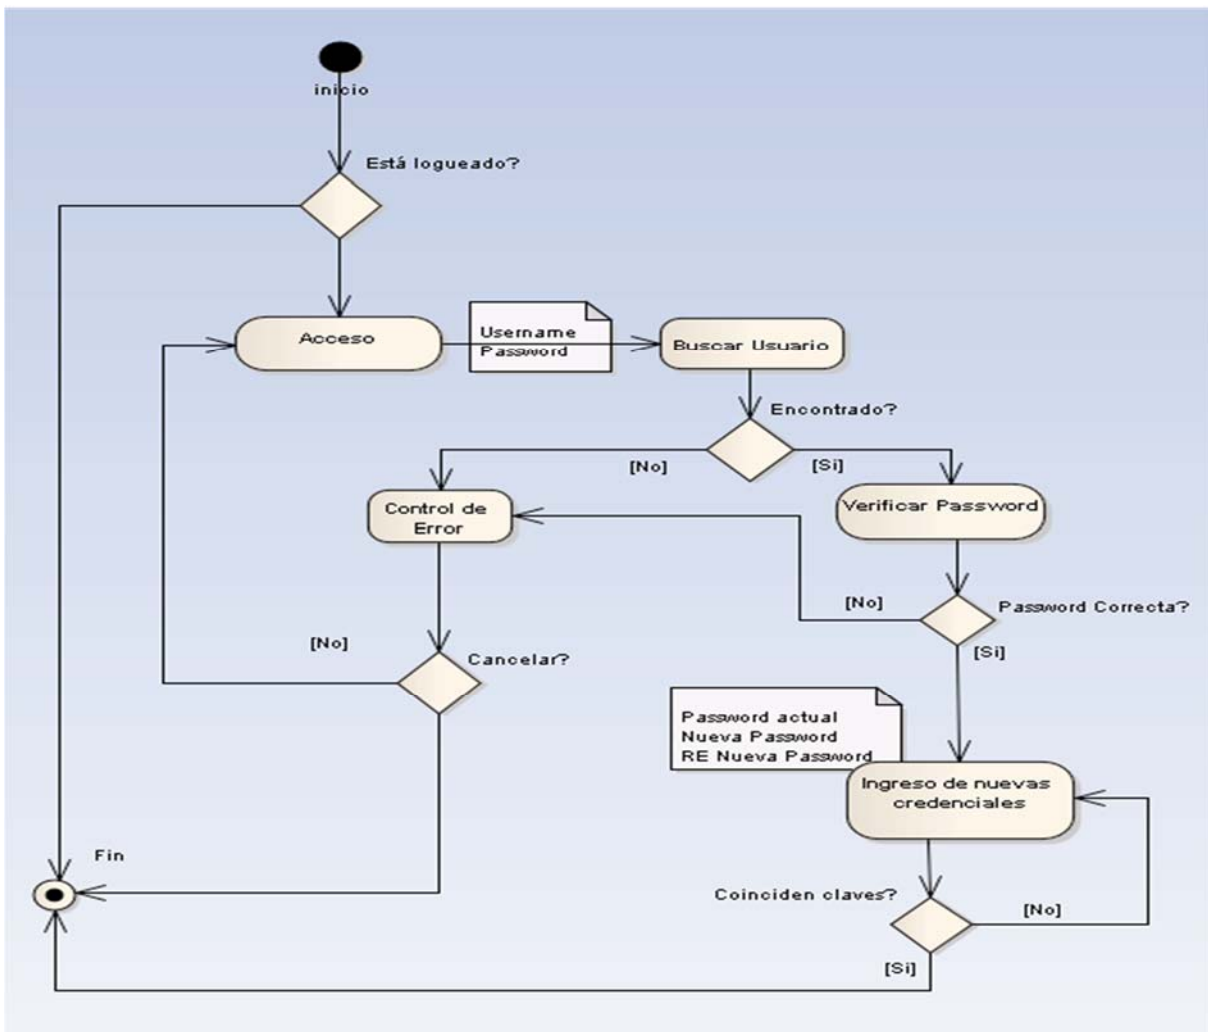 inicio
Está logueado?
Acceso
Username
Password
Buscar Usuario
Encontrado?
[No]
[Si]
Control de
Error
Verificar Password
[No]
Password Correcta?
[No]
Cancelar?
[Si]
Password actual
Nueva Password
RE Nueva Password
Ingreso de nuevas
credenciales
Fin
Coinciden claves?
[No]
[Si]